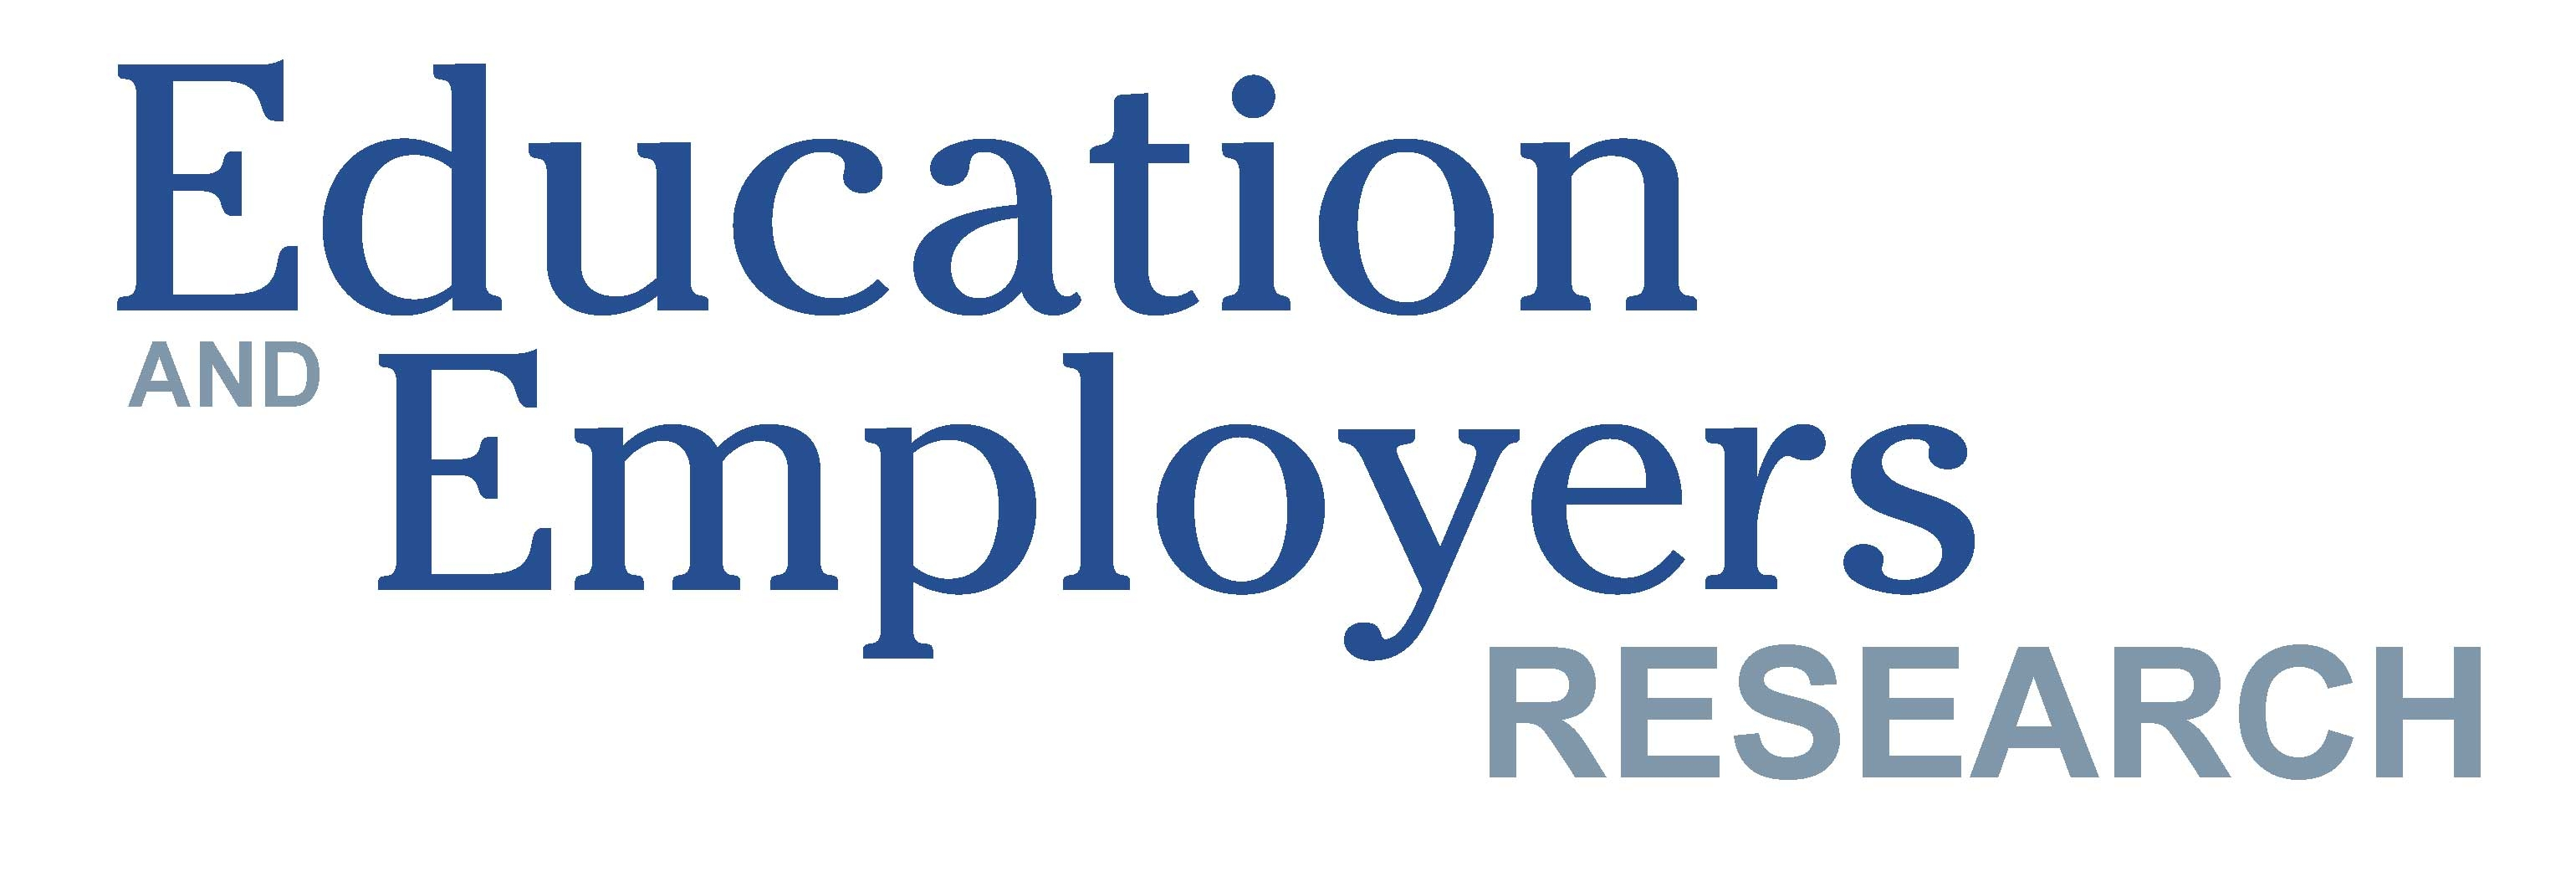 Education
AND Employers
RESEARCH